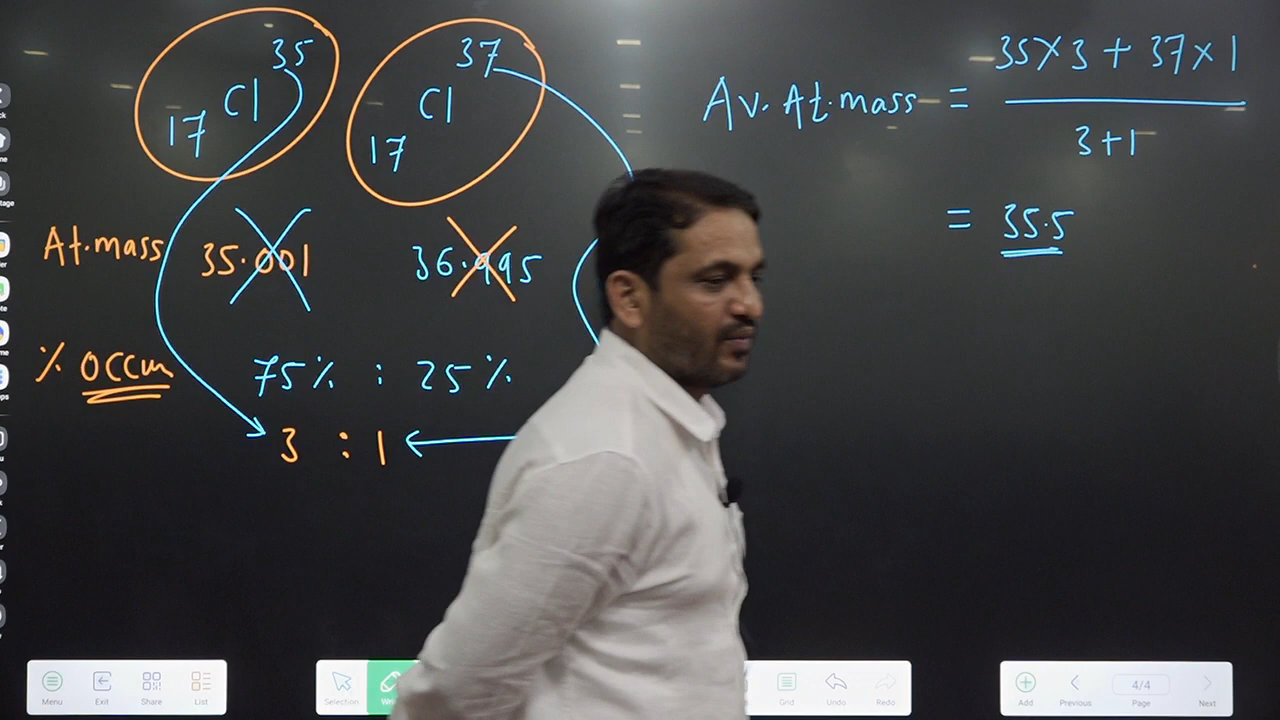 35 37
Cl Cl
17 17
Av. At. mass = 35×3 + 37×1
3+1
= 35.5
At. mass 35.001 36.995
% occur 75% : 25%
3 : 1
Menu Exit Share List Selection Grid Undo Redo Add Previous 4/4 Page Next